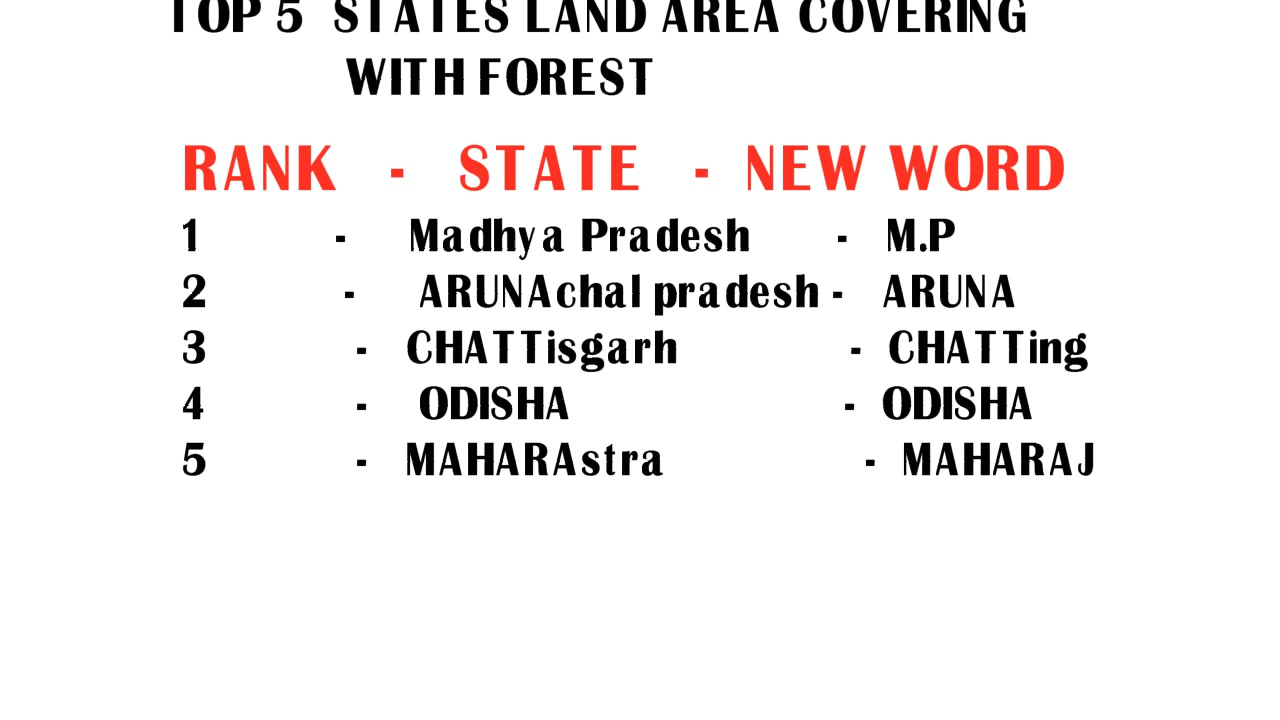 TOP 5 STATES LAND AREA COVERING
WITH FOREST
RANK - STATE - NEW WORD
1 - Madhya Pradesh - M.P
2 - ARUNAchal pradesh - ARUNA
3 - CHATTisgarh - CHATTing
4 - ODISHA - ODISHA
5 - MAHARAstra - MAHARAJ